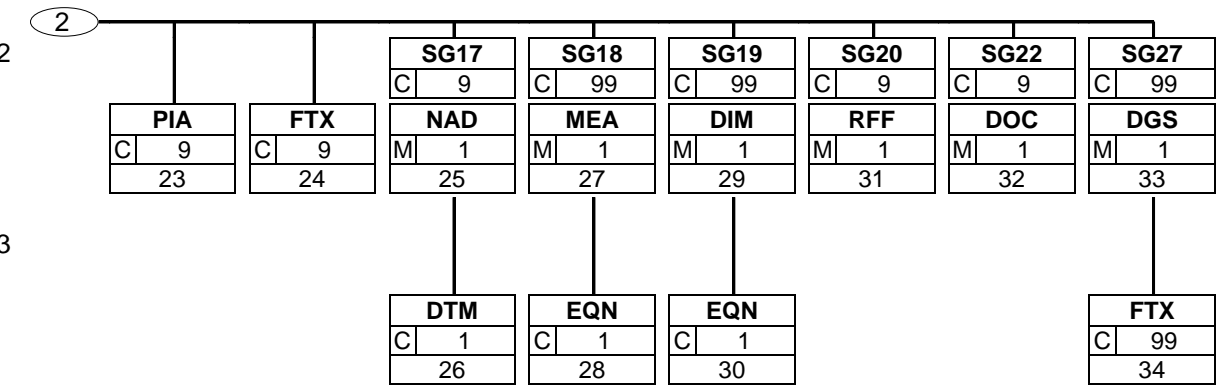 2
2 SG17 SG18 SG19 SG20 SG22 SG27
C 9 C 99 C 99 C 9 C 9 C 99
PIA FTX NAD MEA DIM RFF DOC DGS
C 9 C 9 M 1 M 1 M 1 M 1 M 1 M 1
23 24 25 27 29 31 32 33
3
DTM EQN EQN FTX
C 1 C 1 C 1 C 99
26 28 30 34